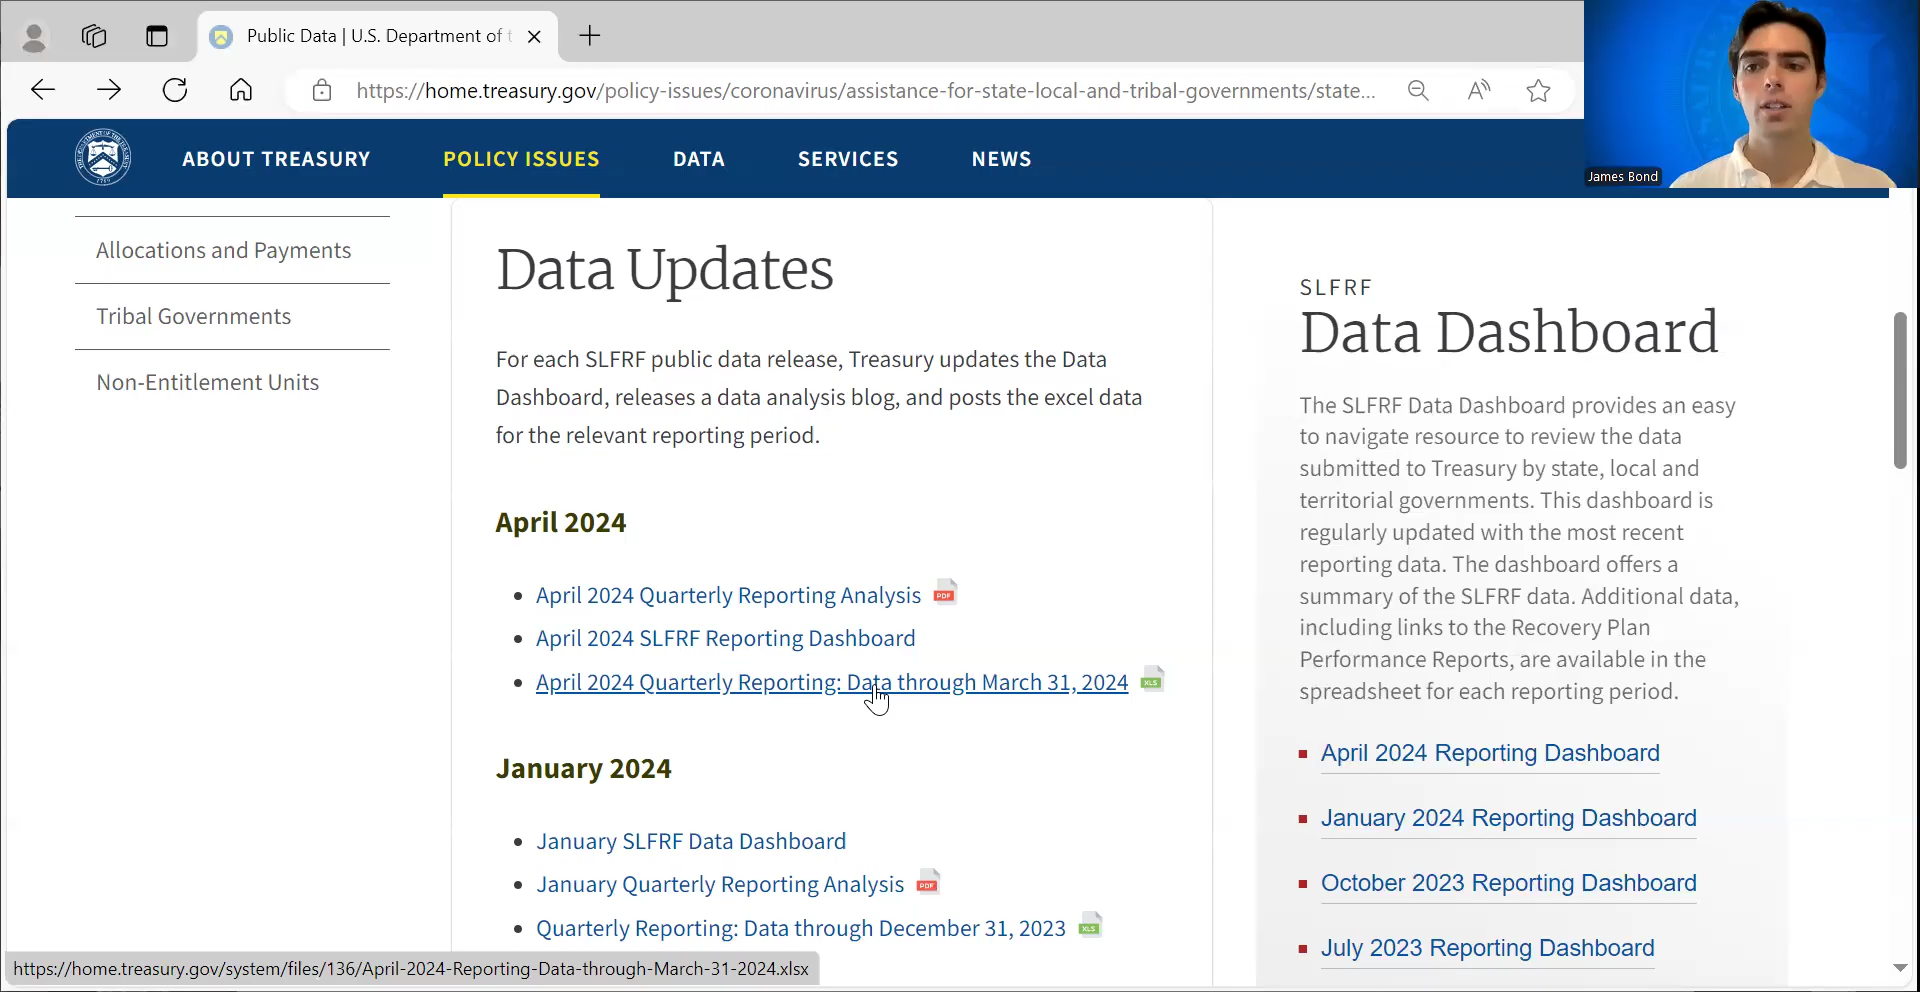 Public Data | U.S. Department of t
https://home.treasury.gov/policy-issues/coronavirus/assistance-for-state-local-and-tribal-governments/state...
James Bond
ABOUT TREASURY
POLICY ISSUES
DATA
SERVICES
NEWS
Allocations and Payments
Tribal Governments
Non-Entitlement Units
Data Updates
For each SLFRF public data release, Treasury updates the Data
Dashboard, releases a data analysis blog, and posts the excel data
for the relevant reporting period.
April 2024
April 2024 Quarterly Reporting Analysis PDF
April 2024 SLFRF Reporting Dashboard
April 2024 Quarterly Reporting: Data through March 31, 2024 XLS
January 2024
January SLFRF Data Dashboard
January Quarterly Reporting Analysis PDF
Quarterly Reporting: Data through December 31, 2023 XLS
SLFRF
Data Dashboard
The SLFRF Data Dashboard provides an easy
to navigate resource to review the data
submitted to Treasury by state, local and
territorial governments. This dashboard is
regularly updated with the most recent
reporting data. The dashboard offers a
summary of the SLFRF data. Additional data,
including links to the Recovery Plan
Performance Reports, are available in the
spreadsheet for each reporting period.
April 2024 Reporting Dashboard
January 2024 Reporting Dashboard
October 2023 Reporting Dashboard
July 2023 Reporting Dashboard
https://home.treasury.gov/system/files/136/April-2024-Reporting-Data-through-March-31-2024.xlsx